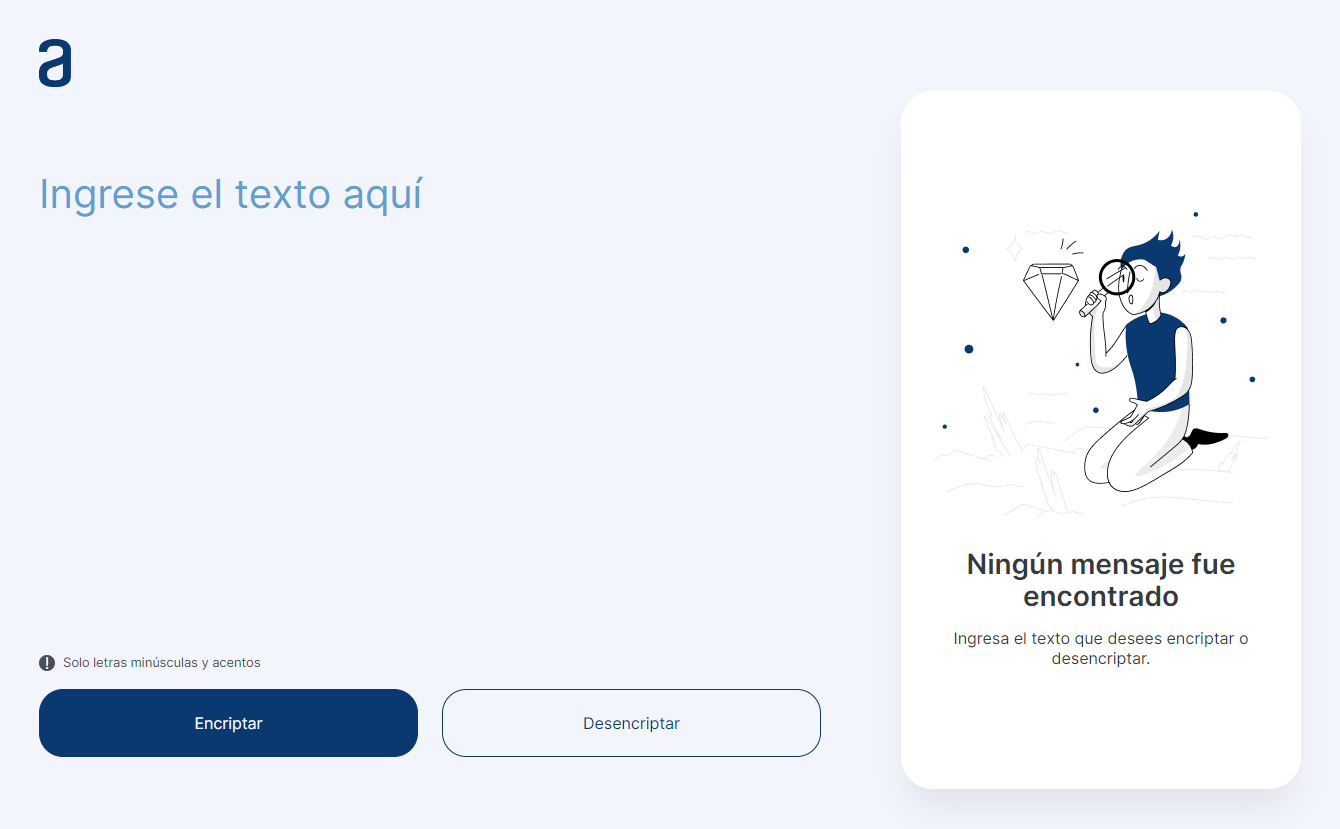 a
Ingrese el texto aquí
Solo letras minúsculas y acentos
Encriptar
Desencriptar
Ningún mensaje fue
encontrado
Ingresa el texto que desees encriptar o
desencriptar.